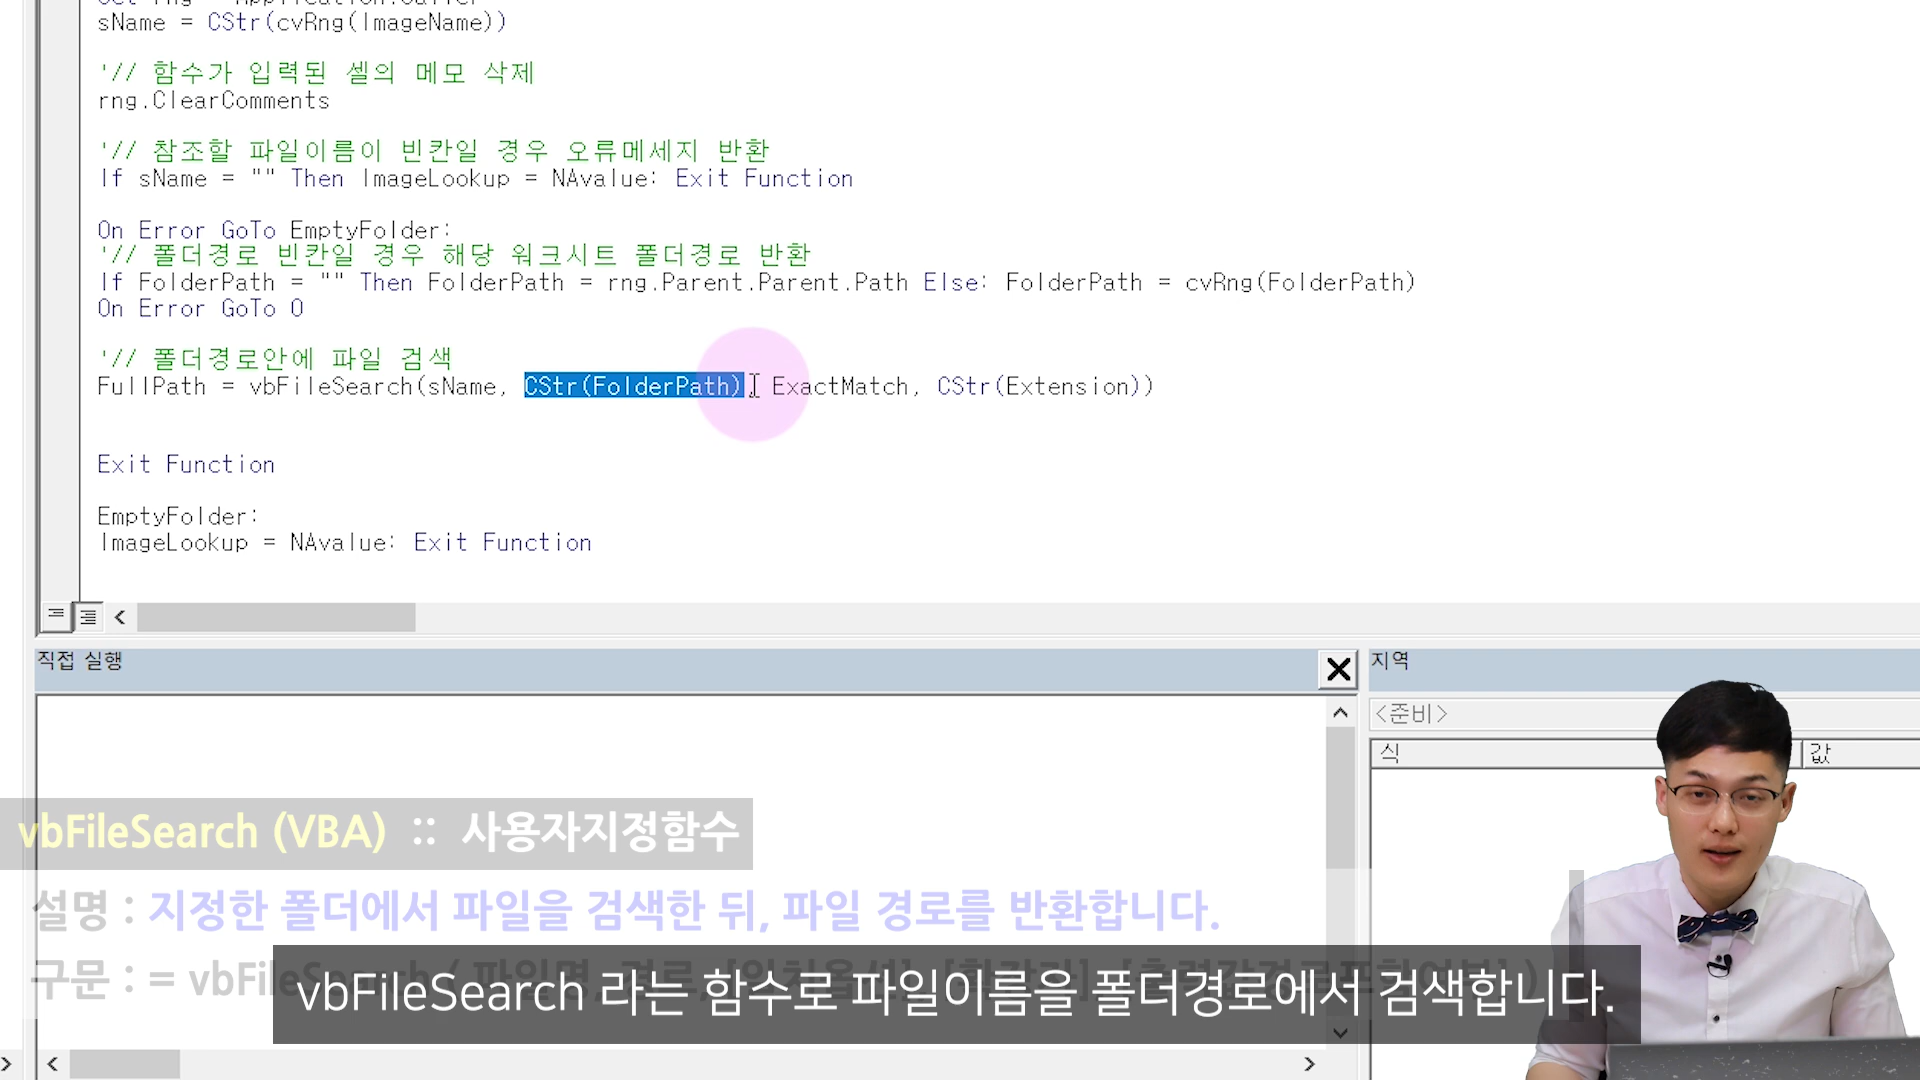 sName = CStr(cvRng(ImageName))
'// 함수가 입력된 셀의 메모 삭제
rng.ClearComments
'// 참조할 파일이름이 빈칸일 경우 오류메세지 반환
If sName = "" Then ImageLookup = NAvalue: Exit Function
On Error GoTo EmptyFolder:
'// 폴더경로 빈칸일 경우 해당 워크시트 폴더경로 반환
If FolderPath = "" Then FolderPath = rng.Parent.Parent.Path Else: FolderPath = cvRng(FolderPath)
On Error GoTo 0
'// 폴더경로안에 파일 검색
FullPath = vbFileSearch(sName, CStr(FolderPath), ExactMatch, CStr(Extension))
Exit Function
EmptyFolder:
ImageLookup = NAvalue: Exit Function
직접 실행
지역
<준비>
식
값
vbFileSearch (VBA) :: 사용자지정함수
설명 : 지정한 폴더에서 파일을 검색한 뒤, 파일 경로를 반환합니다.
구문 : = vbFileSearch (
vbFileSearch 라는 함수로 파일이름을 폴더경로에서 검색합니다.